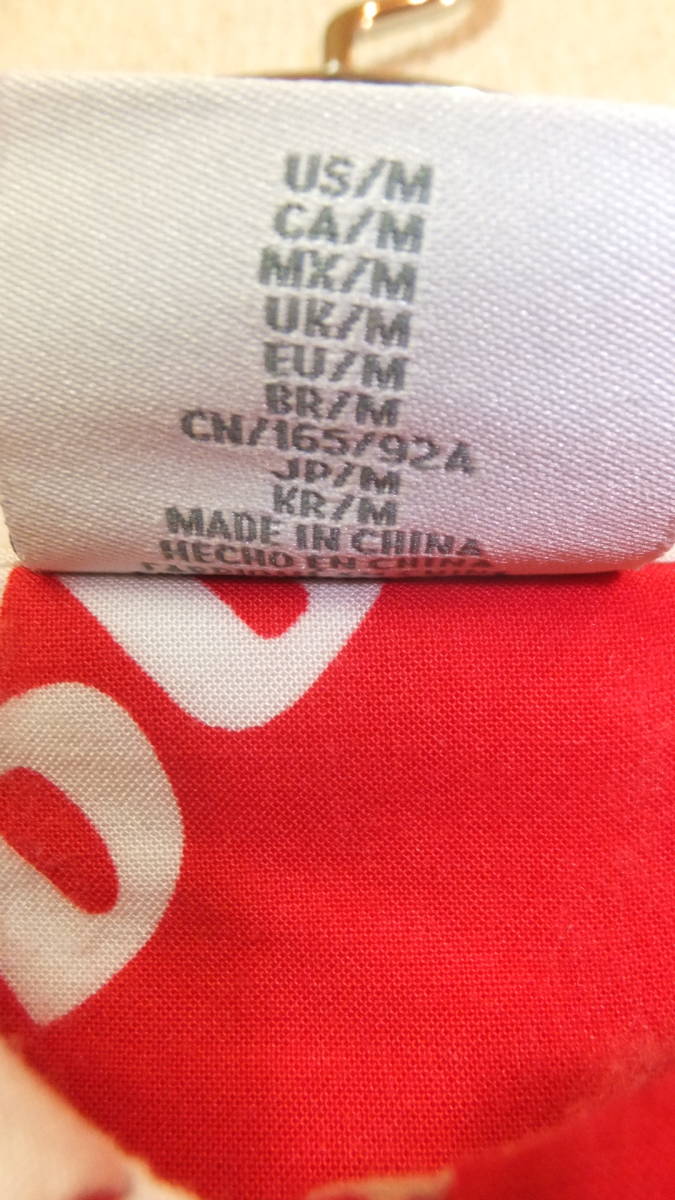 US/M
CA/M
MX/M
UK/M
EU/M
BR/M
CN/165/92A
JP/M
KR/M
MADE IN CHINA
HECHO EN CHINA